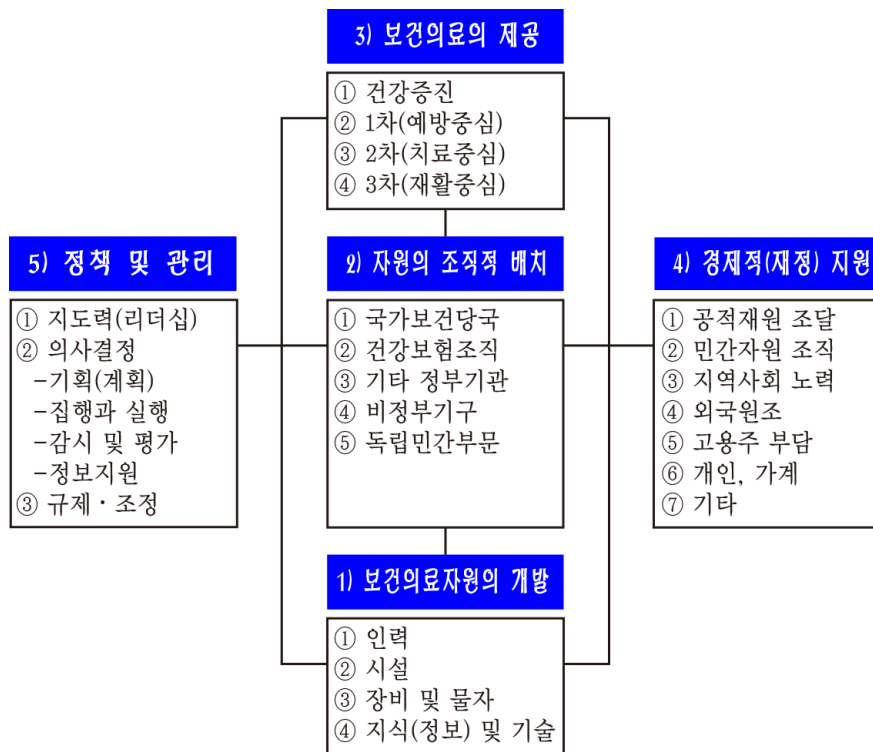 3) 보건의료의 제공
① 건강증진
② 1차(예방중심)
③ 2차(치료중심)
④ 3차(재활중심)
5) 정책 및 관리
① 지도력(리더십)
② 의사결정
-기획(계획)
-집행과 실행
-감시 및 평가
-정보지원
③ 규제·조정
2) 자원의 조직적 배치
① 국가보건당국
② 건강보험조직
③ 기타 정부기관
④ 비정부기구
⑤ 독립민간부문
4) 경제적(재정) 지원
① 공적재원 조달
② 민간자원 조직
③ 지역사회 노력
④ 외국원조
⑤ 고용주 부담
⑥ 개인, 가계
⑦ 기타
1) 보건의료자원의 개발
① 인력
② 시설
③ 장비 및 물자
④ 지식(정보) 및 기술